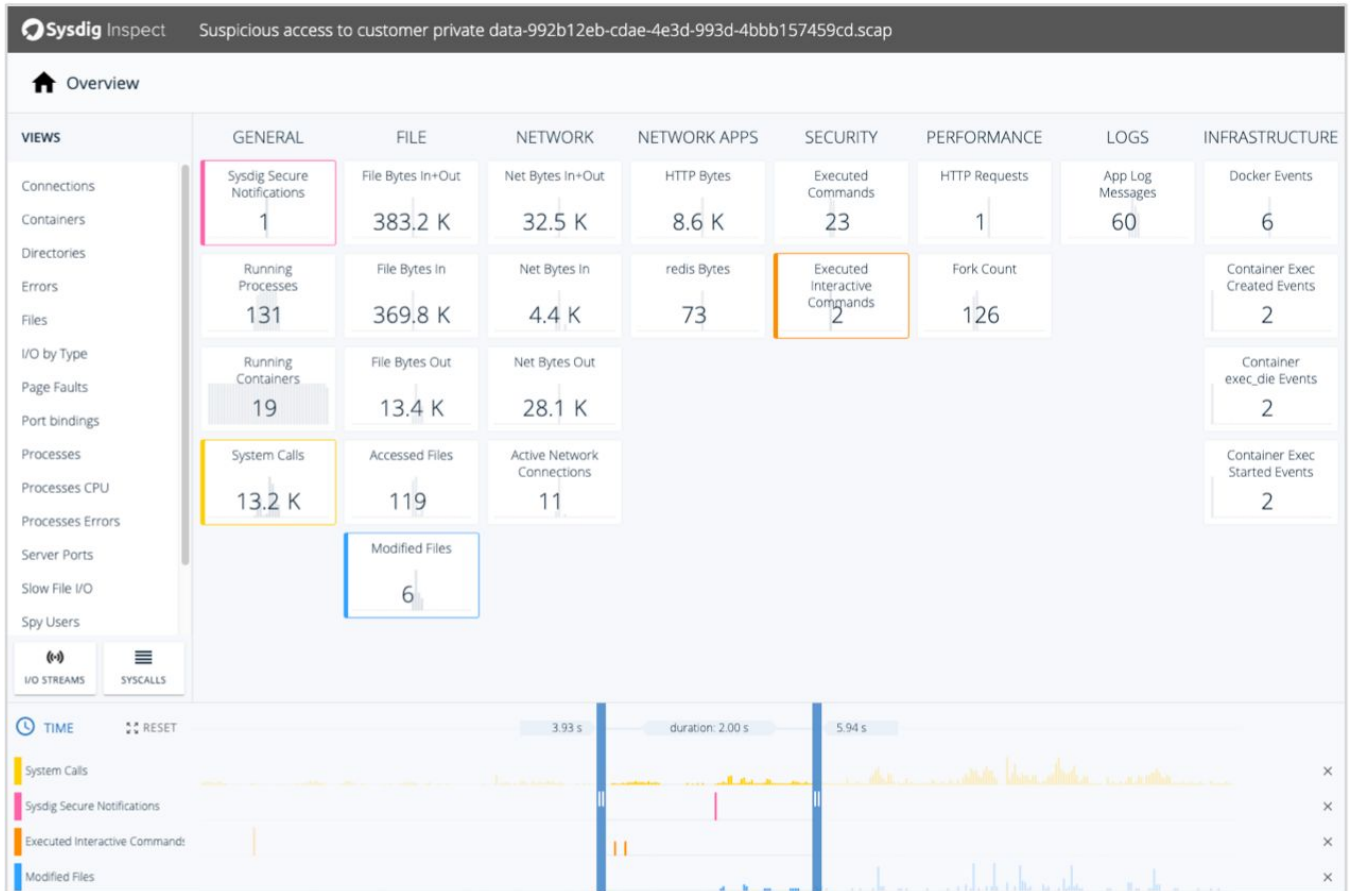 Sysdig Inspect
Suspicious access to customer private data-992b12eb-cdae-4e3d-993d-4bbb157459cd.scap
Overview
VIEWS
Connections
Containers
Directories
Errors
Files
I/O by Type
Page Faults
Port bindings
Processes
Processes CPU
Processes Errors
Server Ports
Slow File I/O
Spy Users
I/O STREAMS
SYSCALLS
GENERAL
Sysdig Secure
Notifications
1
Running
Processes
131
Running
Containers
19
System Calls
13.2 K
FILE
File Bytes In+Out
383.2 K
File Bytes In
369.8 K
File Bytes Out
13.4 K
Accessed Files
119
Modified Files
6
NETWORK
Net Bytes In+Out
32.5 K
Net Bytes In
4.4 K
Net Bytes Out
28.1 K
Active Network
Connections
11
NETWORK APPS
HTTP Bytes
8.6 K
redis Bytes
73
SECURITY
Executed
Commands
23
Executed
Interactive
Commands
2
PERFORMANCE
HTTP Requests
1
Fork Count
126
LOGS
App Log
Messages
60
INFRASTRUCTURE
Docker Events
6
Container Exec
Created Events
2
Container
exec_die Events
2
Container Exec
Started Events
2
TIME
RESET
3.93 s
duration: 2.00 s
5.94 s
System Calls
Sysdig Secure Notifications
Executed Interactive Commands
Modified Files